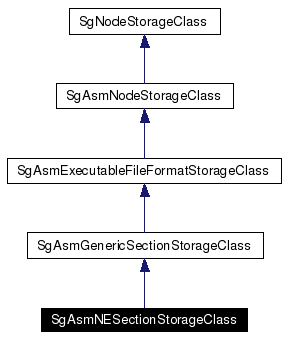 SgNodeStorageClass
SgAsmNodeStorageClass
SgAsmExecutableFileFormatStorageClass
SgAsmGenericSectionStorageClass
SgAsmNESectionStorageClass